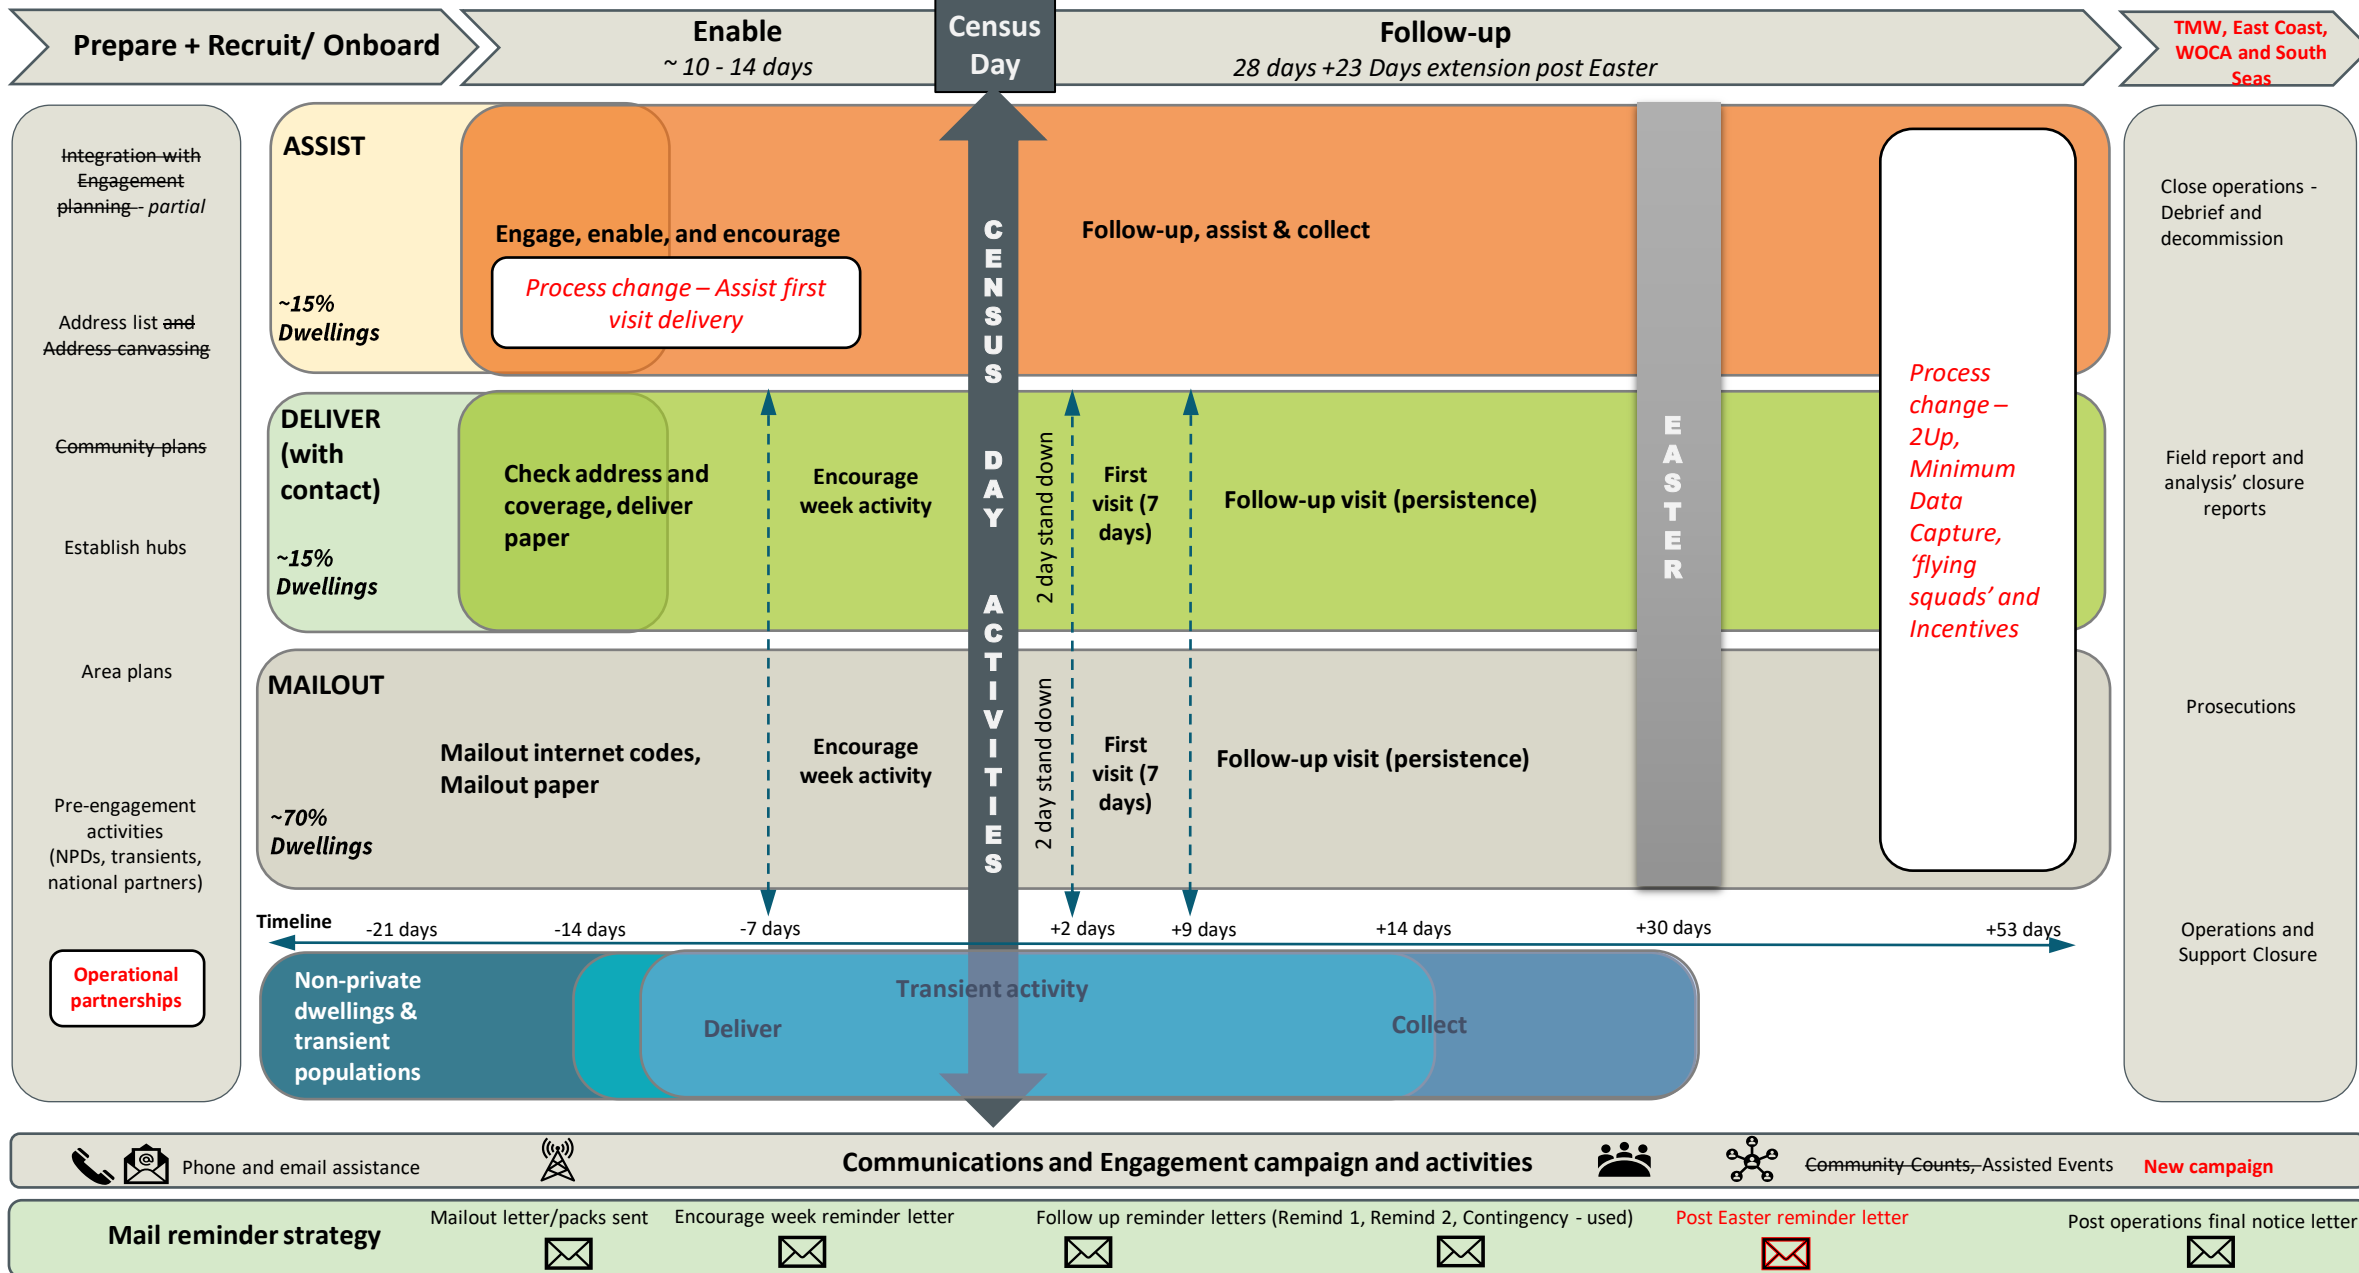 Prepare + Recruit/ Onboard
Enable
~ 10 - 14 days
Census
Day
Follow-up
28 days +23 Days extension post Easter
TMW, East Coast,
WOCA and South
Seas
Integration with
Engagement
planning - partial
Address list and
Address canvassing
Community plans
Establish hubs
Area plans
Pre-engagement
activities
(NPDs, transients,
national partners)
Operational
partnerships
ASSIST
~15%
Dwellings
Engage, enable, and encourage
Process change – Assist first
visit delivery
Follow-up, assist & collect
DELIVER
(with
contact)
~15%
Dwellings
Check address and
coverage, deliver
paper
Encourage
week activity
2 day stand down
First
visit (7
days)
Follow-up visit (persistence)
MAILOUT
~70%
Dwellings
Mailout internet codes,
Mailout paper
Encourage
week activity
2 day stand down
First
visit (7
days)
Follow-up visit (persistence)
CENSUS DAY ACTIVITIES
EASTER
Process
change –
2Up,
Minimum
Data
Capture,
‘flying
squads’ and
Incentives
Close operations -
Debrief and
decommission
Field report and
analysis’ closure
reports
Prosecutions
Operations and
Support Closure
Timeline
-21 days
-14 days
-7 days
+2 days
+9 days
+14 days
+30 days
+53 days
Non-private
dwellings &
transient
populations
Transient activity
Deliver
Collect
Phone and email assistance
Communications and Engagement campaign and activities
Community Counts, Assisted Events
New campaign
Mail reminder strategy
Mailout letter/packs sent
Encourage week reminder letter
Follow up reminder letters (Remind 1, Remind 2, Contingency - used)
Post Easter reminder letter
Post operations final notice letter